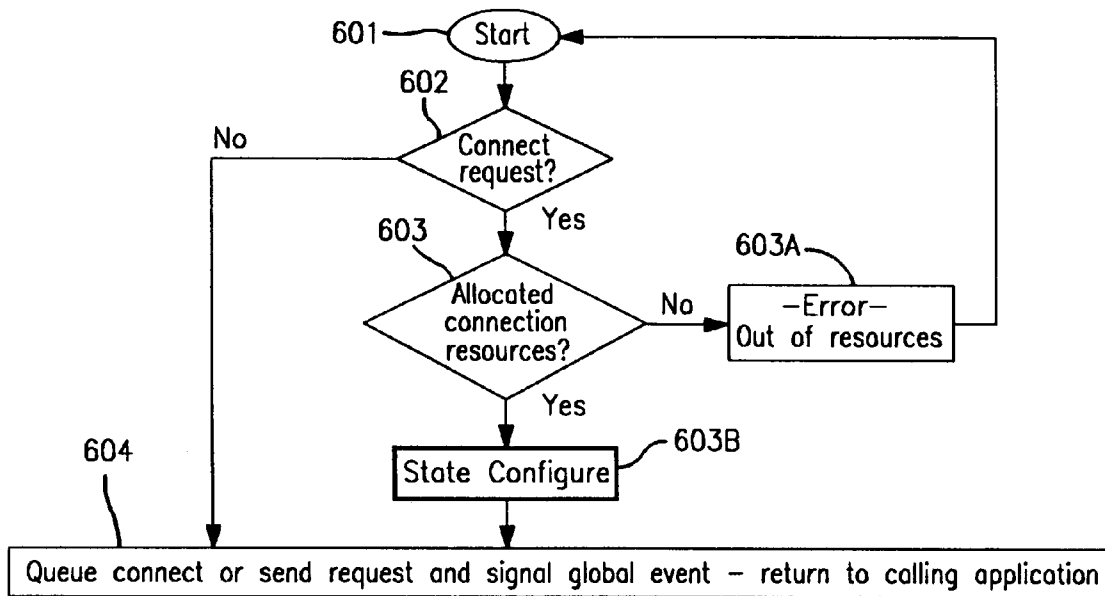 601
Start
602
No
Connect
request?
Yes
603
603A
Allocated
connection
resources?
No
–Error–
Out of resources
Yes
603B
State Configure
604
Queue connect or send request and signal global event – return to calling application